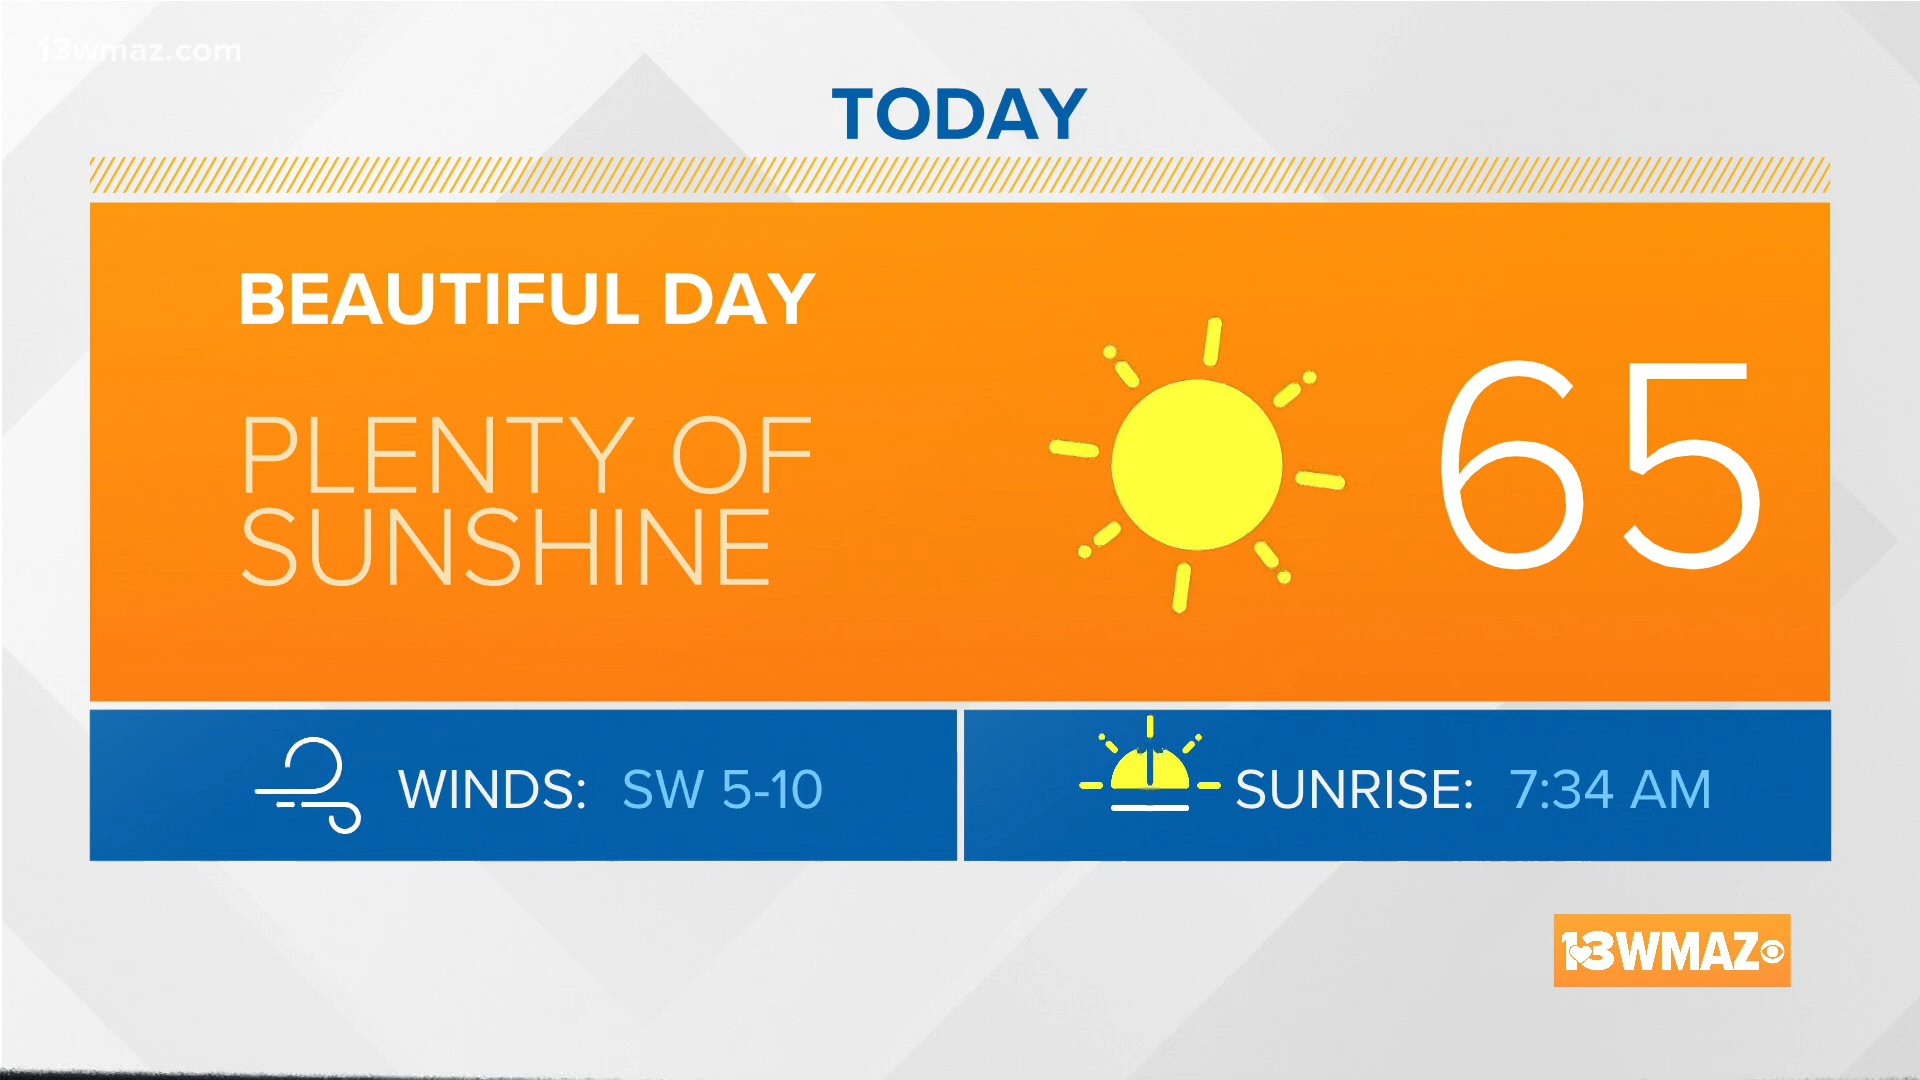 13wmaz.com
TODAY
BEAUTIFUL DAY
PLENTY OF
SUNSHINE
65
WINDS: SW 5-10
SUNRISE: 7:34 AM
13WMAZ